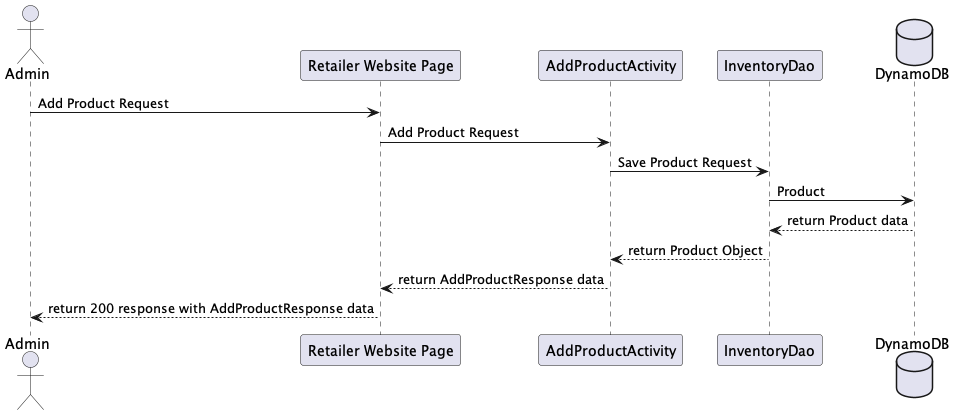 Admin
Retailer Website Page
AddProductActivity
InventoryDao
DynamoDB
Add Product Request
Add Product Request
Save Product Request
Product
return Product data
return Product Object
return AddProductResponse data
return 200 response with AddProductResponse data
Admin
Retailer Website Page
AddProductActivity
InventoryDao
DynamoDB